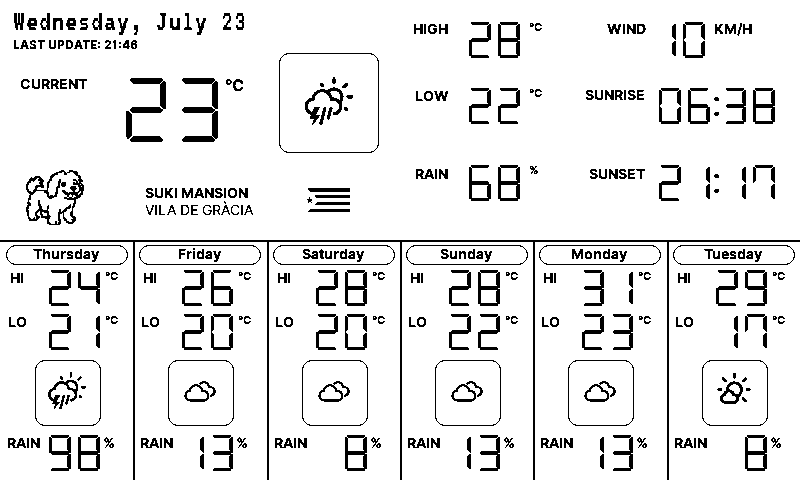 Wednesday, July 23
LAST UPDATE: 21:46
CURRENT 23 °C
SUKI MANSION
VILA DE GRÀCIA
HIGH 28 °C
LOW 22 °C
RAIN 68 %
WIND 10 KM/H
SUNRISE 06:38
SUNSET 21:17
Thursday
HI 24 °C
LO 21 °C
RAIN 98 %
Friday
HI 26 °C
LO 20 °C
RAIN 13 %
Saturday
HI 28 °C
LO 20 °C
RAIN 8 %
Sunday
HI 28 °C
LO 22 °C
RAIN 13 %
Monday
HI 31 °C
LO 23 °C
RAIN 13 %
Tuesday
HI 29 °C
LO 17 °C
RAIN 8 %